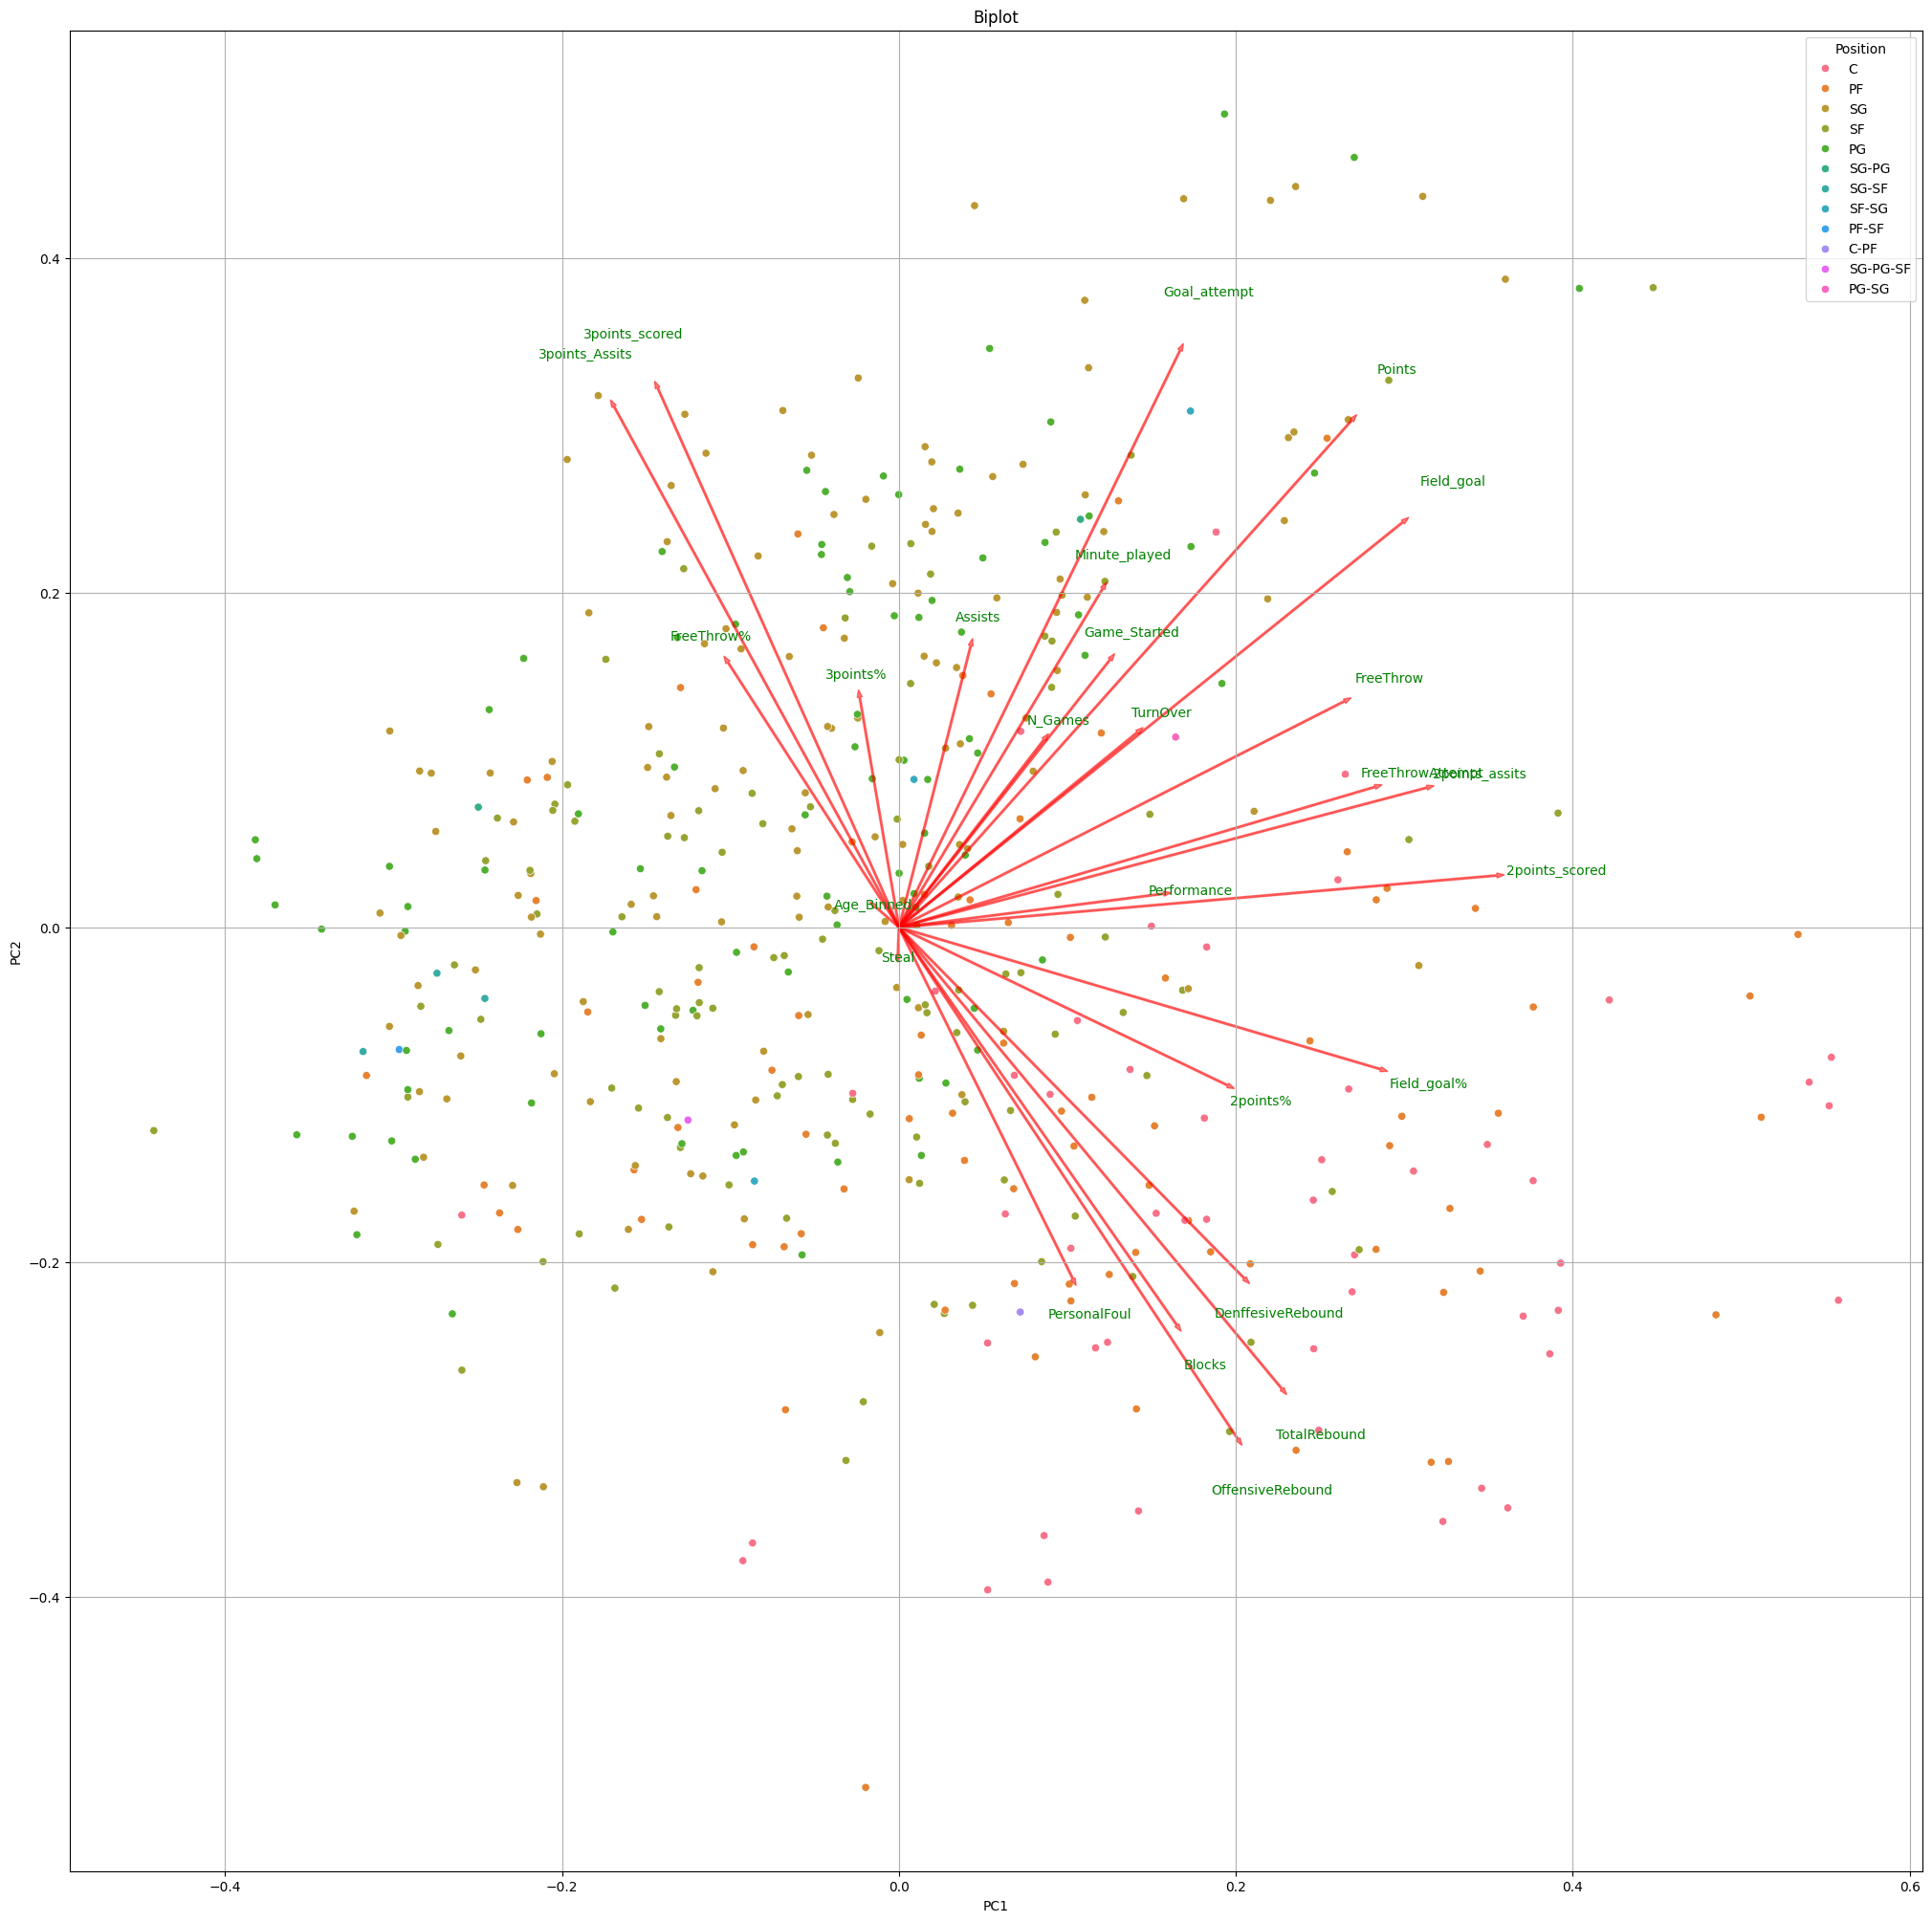 Biplot
Position
C
PF
SG
SF
PG
SG-PG
SG-SF
SF-SG
PF-SF
C-PF
SG-PG-SF
PG-SG
0.4
0.2
0.0
−0.2
−0.4
PC2
Goal_attempt
3points_scored
3points_Assits
Points
Field_goal
Minute_played
Assists
Game_Started
FreeThrow%
3points%
FreeThrow
TurnOver
N_Games
FreeThrowAttempt
2points_assits
2points_scored
Performance
Age_Binned
Steal
Field_goal%
2points%
PersonalFoul
DenffesiveRebound
Blocks
TotalRebound
OffensiveRebound
−0.4
−0.2
0.0
0.2
0.4
0.6
PC1